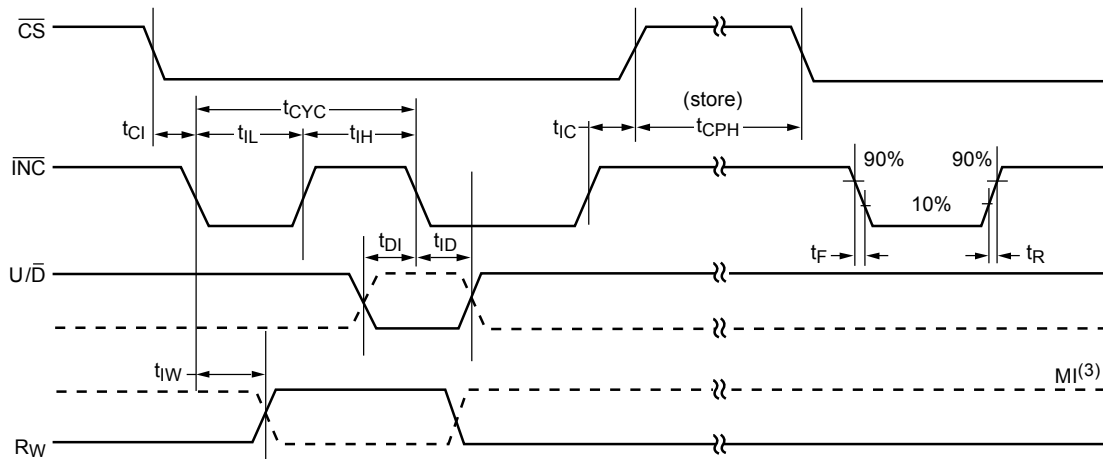 CS
tCYC
(store)
tCI
tIL
tIH
tIC
tCPH
INC
90%
90%
10%
tDI
tID
tF
tR
U/D
tIW
MI(3)
RW